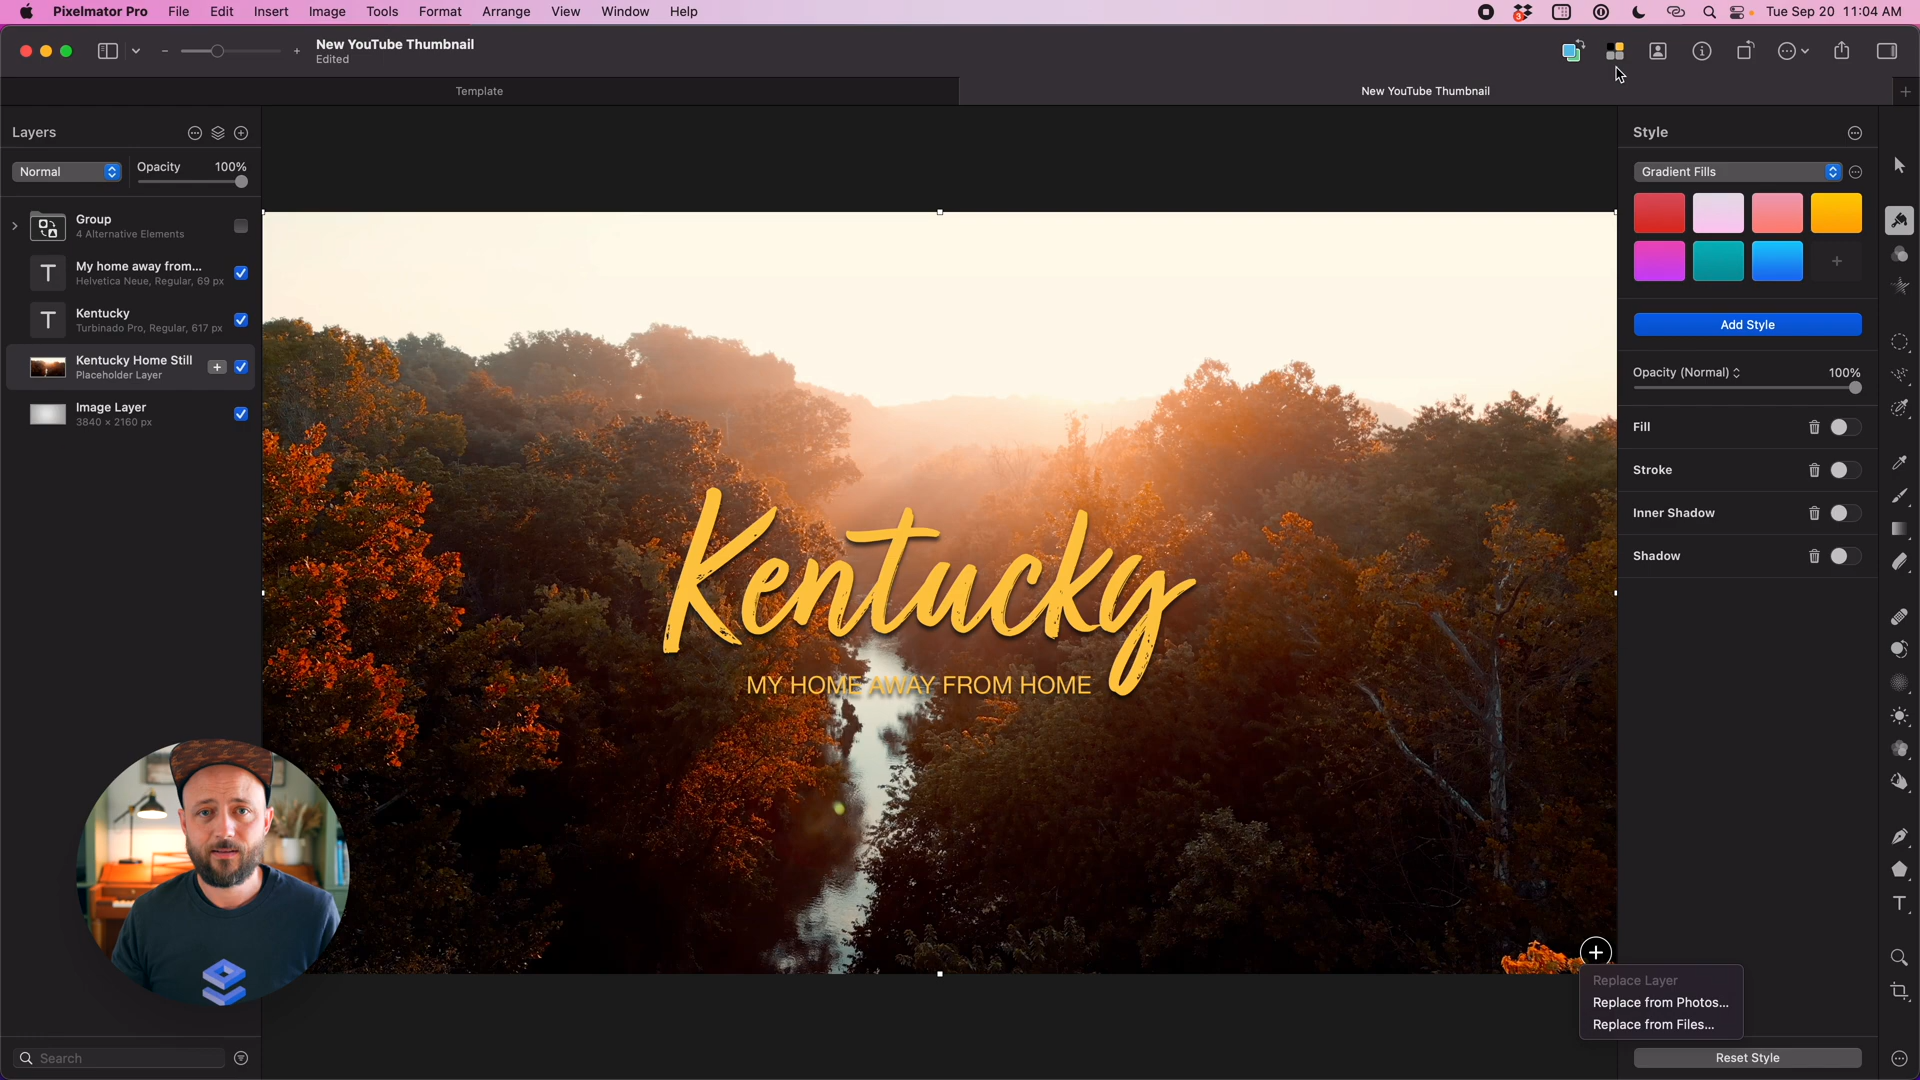 Pixelmator Pro File Edit Insert Image Tools Format Arrange View Window Help
3
Tue Sep 20 11:04 AM
New YouTube Thumbnail
Edited
Template
New YouTube Thumbnail
Layers
Normal
Opacity 100%
Group
4 Alternative Elements
My home away from...
Helvetica Neue, Regular, 69 px
Kentucky
Turbinado Pro, Regular, 617 px
Kentucky Home Still
Placeholder Layer
Image Layer
3840 × 2160 px
Search
Kentucky
MY HOME AWAY FROM HOME
Style
Gradient Fills
Add Style
Opacity (Normal) 100%
Fill
Stroke
Inner Shadow
Shadow
Replace Layer
Replace from Photos...
Replace from Files...
Reset Style